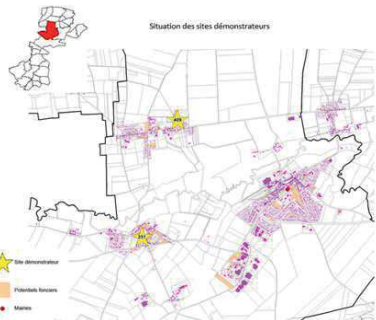 Situation des sites démonstrateurs
Site démonstrateur
Potentiels fonciers
Mairies